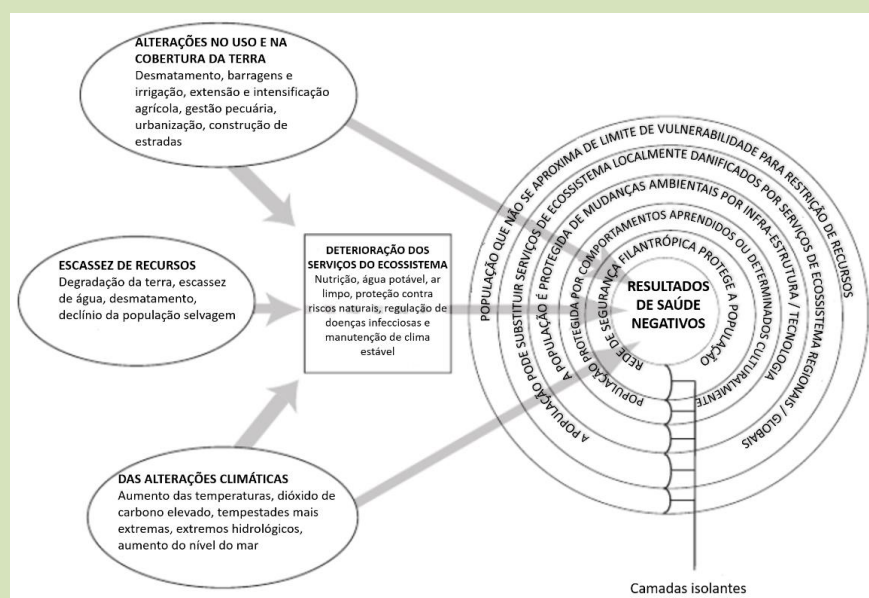 ALTERAÇÕES NO USO E NA
COBERTURA DA TERRA
Desmatamento, barragens e
irrigação, extensão e intensificação
agrícola, gestão pecuária,
urbanização, construção de
estradas
ESCASSEZ DE RECURSOS
Degradação da terra, escassez
de água, desmatamento,
declínio da população selvagem
DAS ALTERAÇÕES CLIMÁTICAS
Aumento das temperaturas, dióxido de
carbono elevado, tempestades mais
extremas, extremos hidrológicos,
aumento do nível do mar
DETERIORAÇÃO DOS
SERVIÇOS DO ECOSSISTEMA
Nutrição, água potável, ar
limpo, proteção contra
riscos naturais, regulação de
doenças infecciosas e
manutenção de clima
estável
POPULAÇÃO QUE NÃO SE APROXIMA DE LIMITE DE VULNERABILIDADE PARA RESTRIÇÃO DE RECURSOS
A POPULAÇÃO PODE SUBSTITUIR SERVIÇOS DE ECOSSISTEMA LOCALMENTE DANIFICADOS POR SERVIÇOS DE ECOSSISTEMA REGIONAIS / GLOBAIS
A POPULAÇÃO É PROTEGIDA DE MUDANÇAS AMBIENTAIS POR INFRA-ESTRUTURA / TECNOLOGIA
POPULAÇÃO PROTEGIDA POR COMPORTAMENTOS APRENDIDOS OU DETERMINADOS CULTURALMENTE
REDE DE SEGURANÇA FILANTRÓPICA PROTEGE A POPULAÇÃO
RESULTADOS
DE SAÚDE
NEGATIVOS
Camadas isolantes